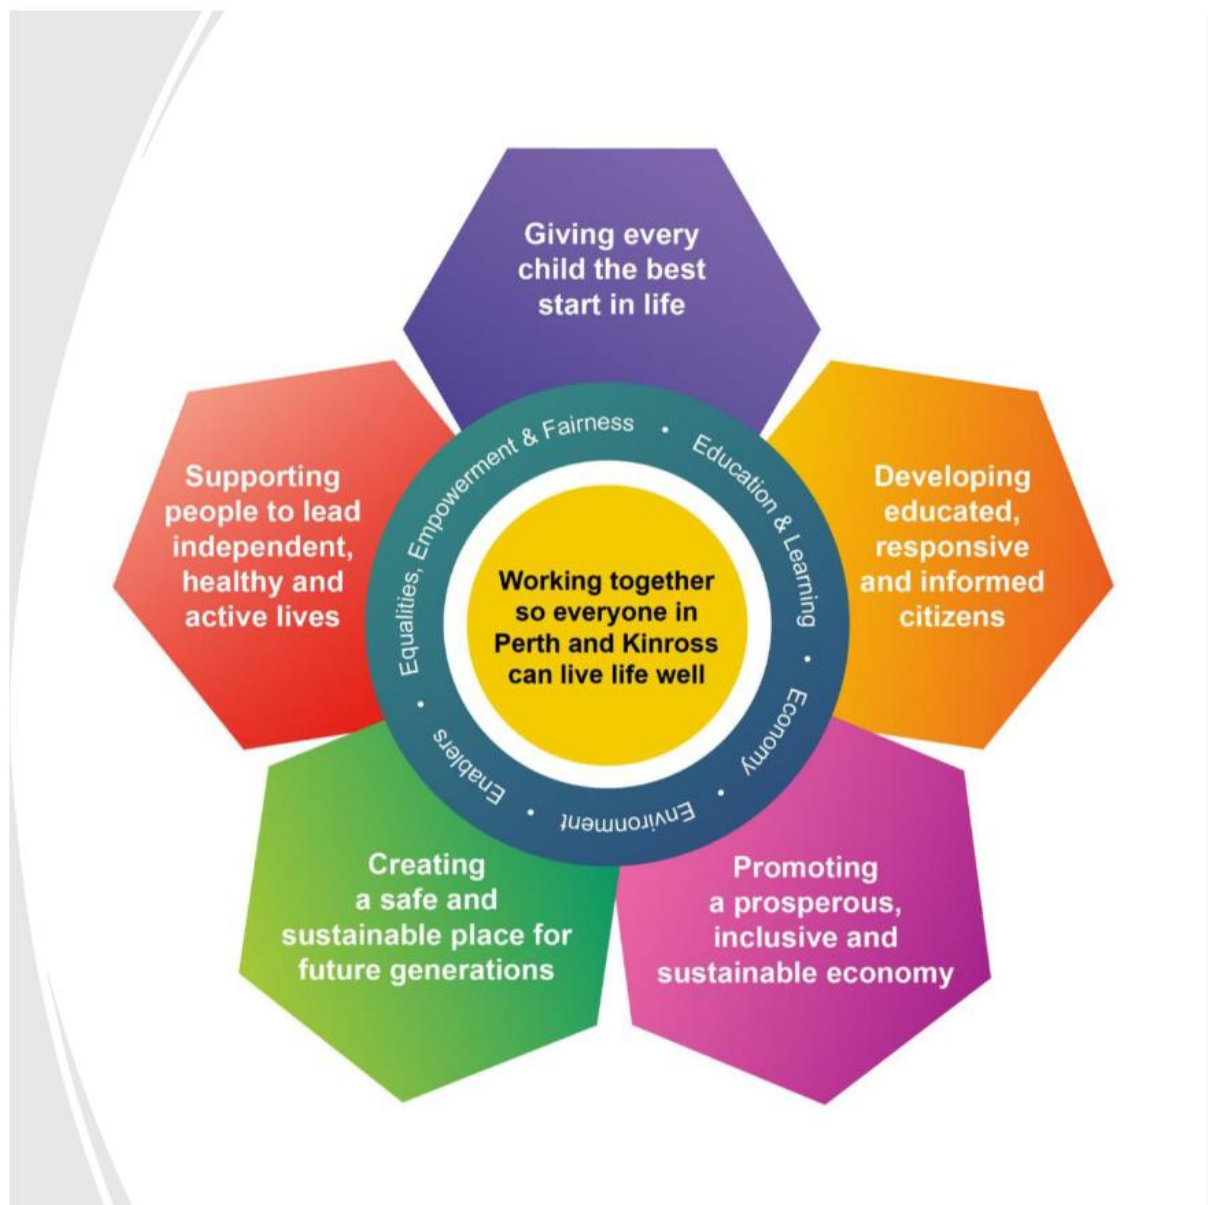 Giving every
child the best
start in life
Developing
educated,
responsive
and informed
citizens
Promoting
a prosperous,
inclusive and
sustainable economy
Creating
a safe and
sustainable place for
future generations
Supporting
people to lead
independent,
healthy and
active lives
Equalities, Empowerment & Fairness • Education & Learning • Economy • Environment • Enablers •
Working together
so everyone in
Perth and Kinross
can live life well